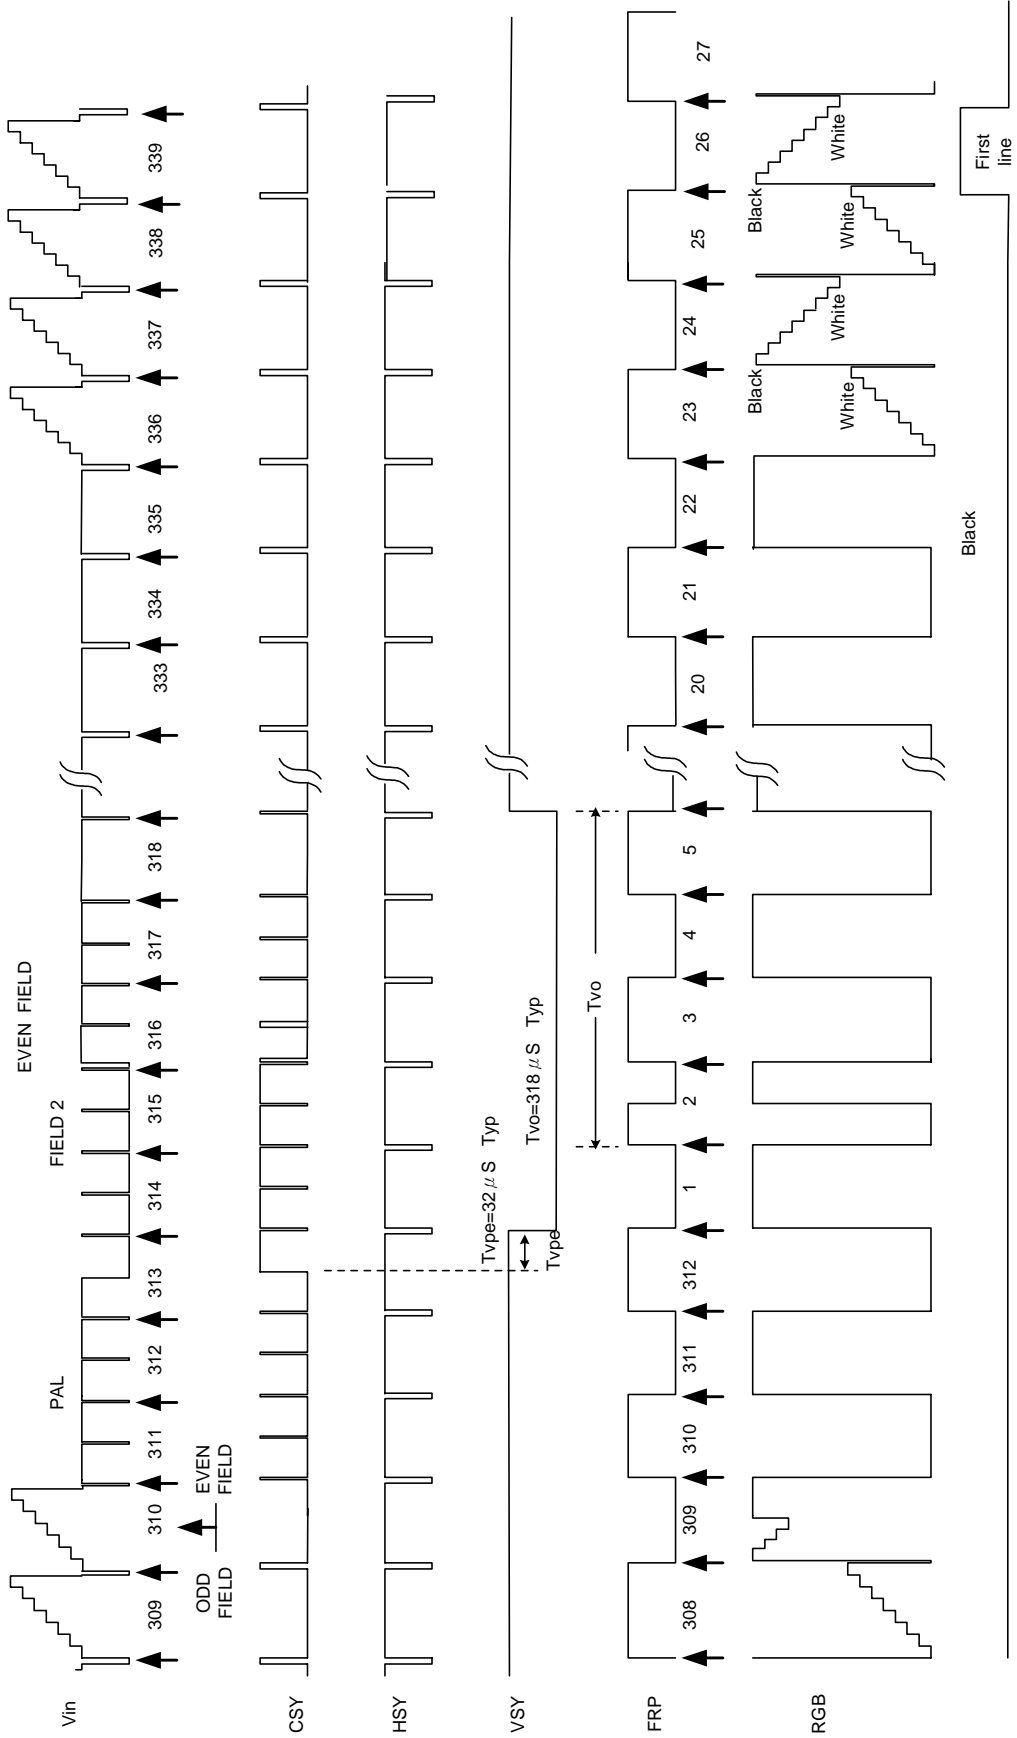 PAL
FIELD 2
EVEN FIELD
Vin
309
310
311
312
313
314
315
316
317
318
333
334
335
336
337
338
339
ODD
FIELD
EVEN
FIELD
CSY
HSY
VSY
Tvpe=32 μS Typ
Tvpe
Tvo=318 μS Typ
Tvo
FRP
308
309
310
311
312
1
2
3
4
5
20
21
22
23
24
25
26
27
RGB
Black
Black
White
White
White
White
Black
First
line